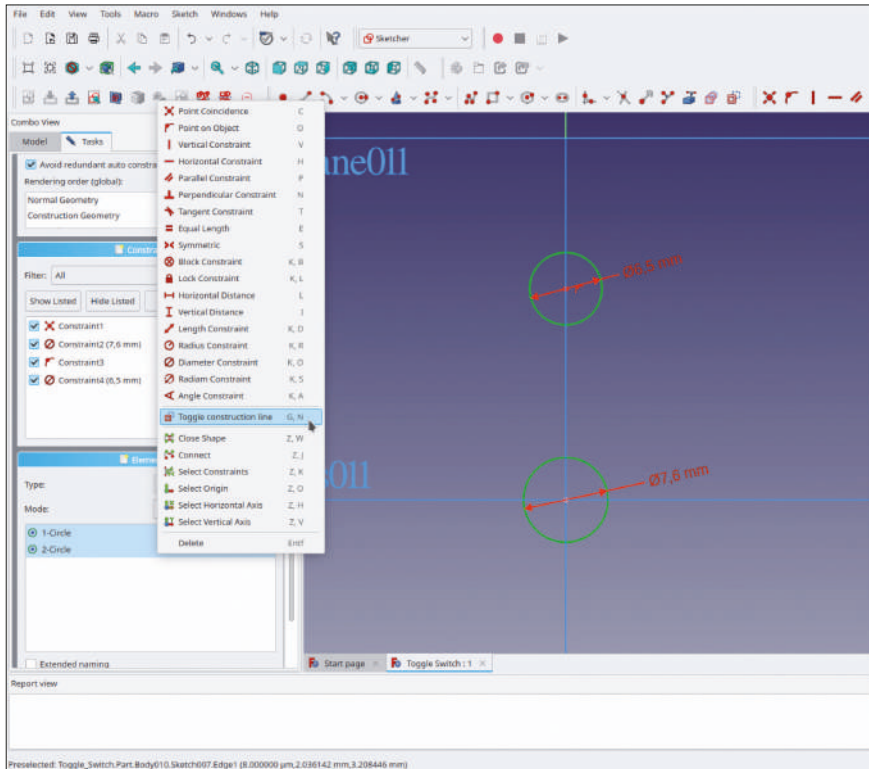 File Edit View Tools Macro Sketch Windows Help
Sketcher
Combo View
Model Tasks
Avoid redundant auto constra
Rendering order (global):
Normal Geometry
Construction Geometry
Constra
Filter: All
Show Listed Hide Listed
Constraint1
Constraint2 (7,6 mm)
Constraint3
Constraint4 (6,5 mm)
Eleme
Type:
Mode:
1-Circle
2-Circle
Extended naming
Point Coincidence C
Point on Object O
Vertical Constraint V
Horizontal Constraint H
Parallel Constraint P
Perpendicular Constraint N
Tangent Constraint T
Equal Length E
Symmetric S
Block Constraint K, B
Lock Constraint K, L
Horizontal Distance L
Vertical Distance I
Length Constraint K, D
Radius Constraint K, R
Diameter Constraint K, O
Radiam Constraint K, S
Angle Constraint K, A
Toggle construction line G, N
Close Shape Z, W
Connect Z, J
Select Constraints Z, K
Select Origin Z, O
Select Horizontal Axis Z, H
Select Vertical Axis Z, V
Delete Entf
ane011
Ø6,5 mm
s011
Ø7,6 mm
Start page Toggle Switch : 1
Report view
Preselected: Toggle_Switch.Part.Body010.Sketch007.Edge1 (8.000000 µm,2.036142 mm,3.208446 mm)